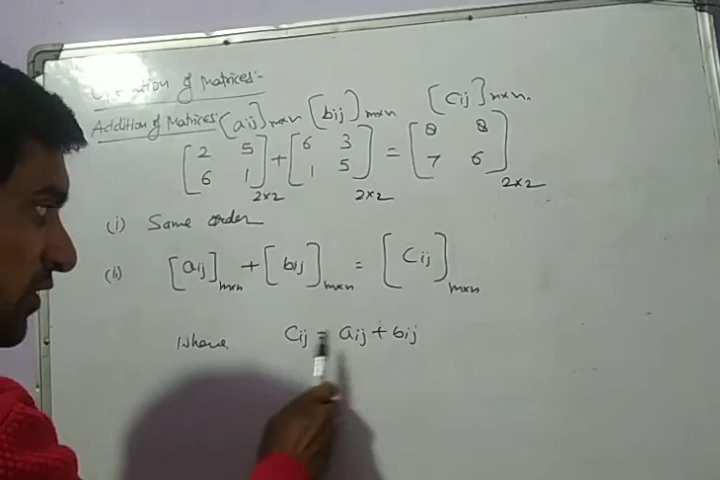 of Matrices:-
Addition of Matrices: [aij]m×n [bij]m×n [Cij]m×n.
[2 5] + [6 3] = [8 8]
[6 1]2×2 [1 5]2×2 [7 6]2×2
(i) Same order
(ii) [aij]m×n + [bij]m×n = [Cij]m×n
Where Cij = aij + bij